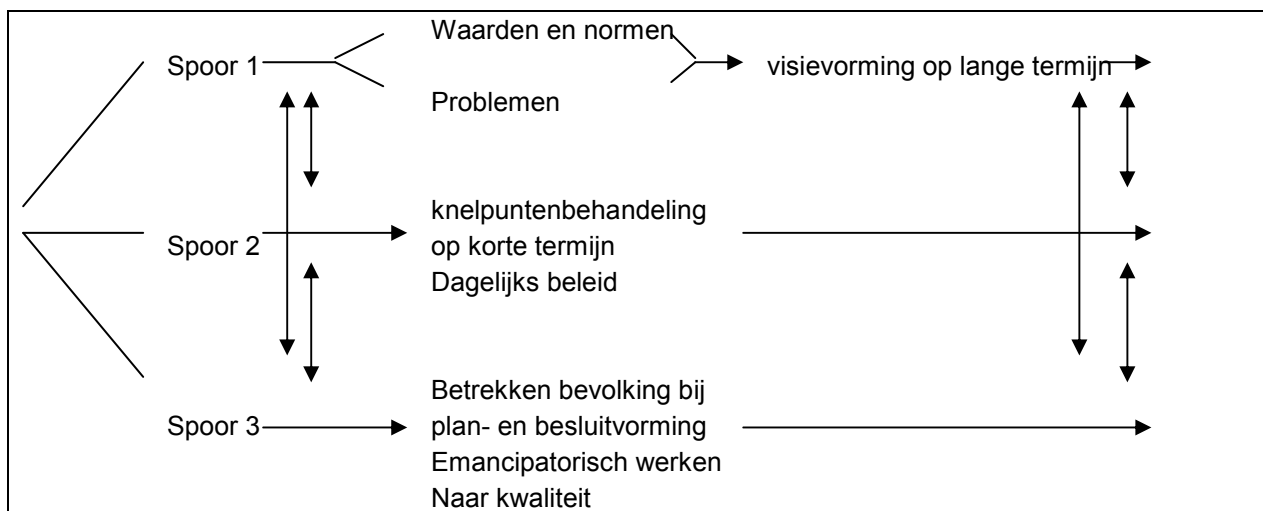 Waarden en normen
Spoor 1
visievorming op lange termijn
Problemen
knelpuntenbehandeling
Spoor 2
op korte termijn
Dagelijks beleid
Betrekken bevolking bij
Spoor 3
plan- en besluitvorming
Emancipatorisch werken
Naar kwaliteit